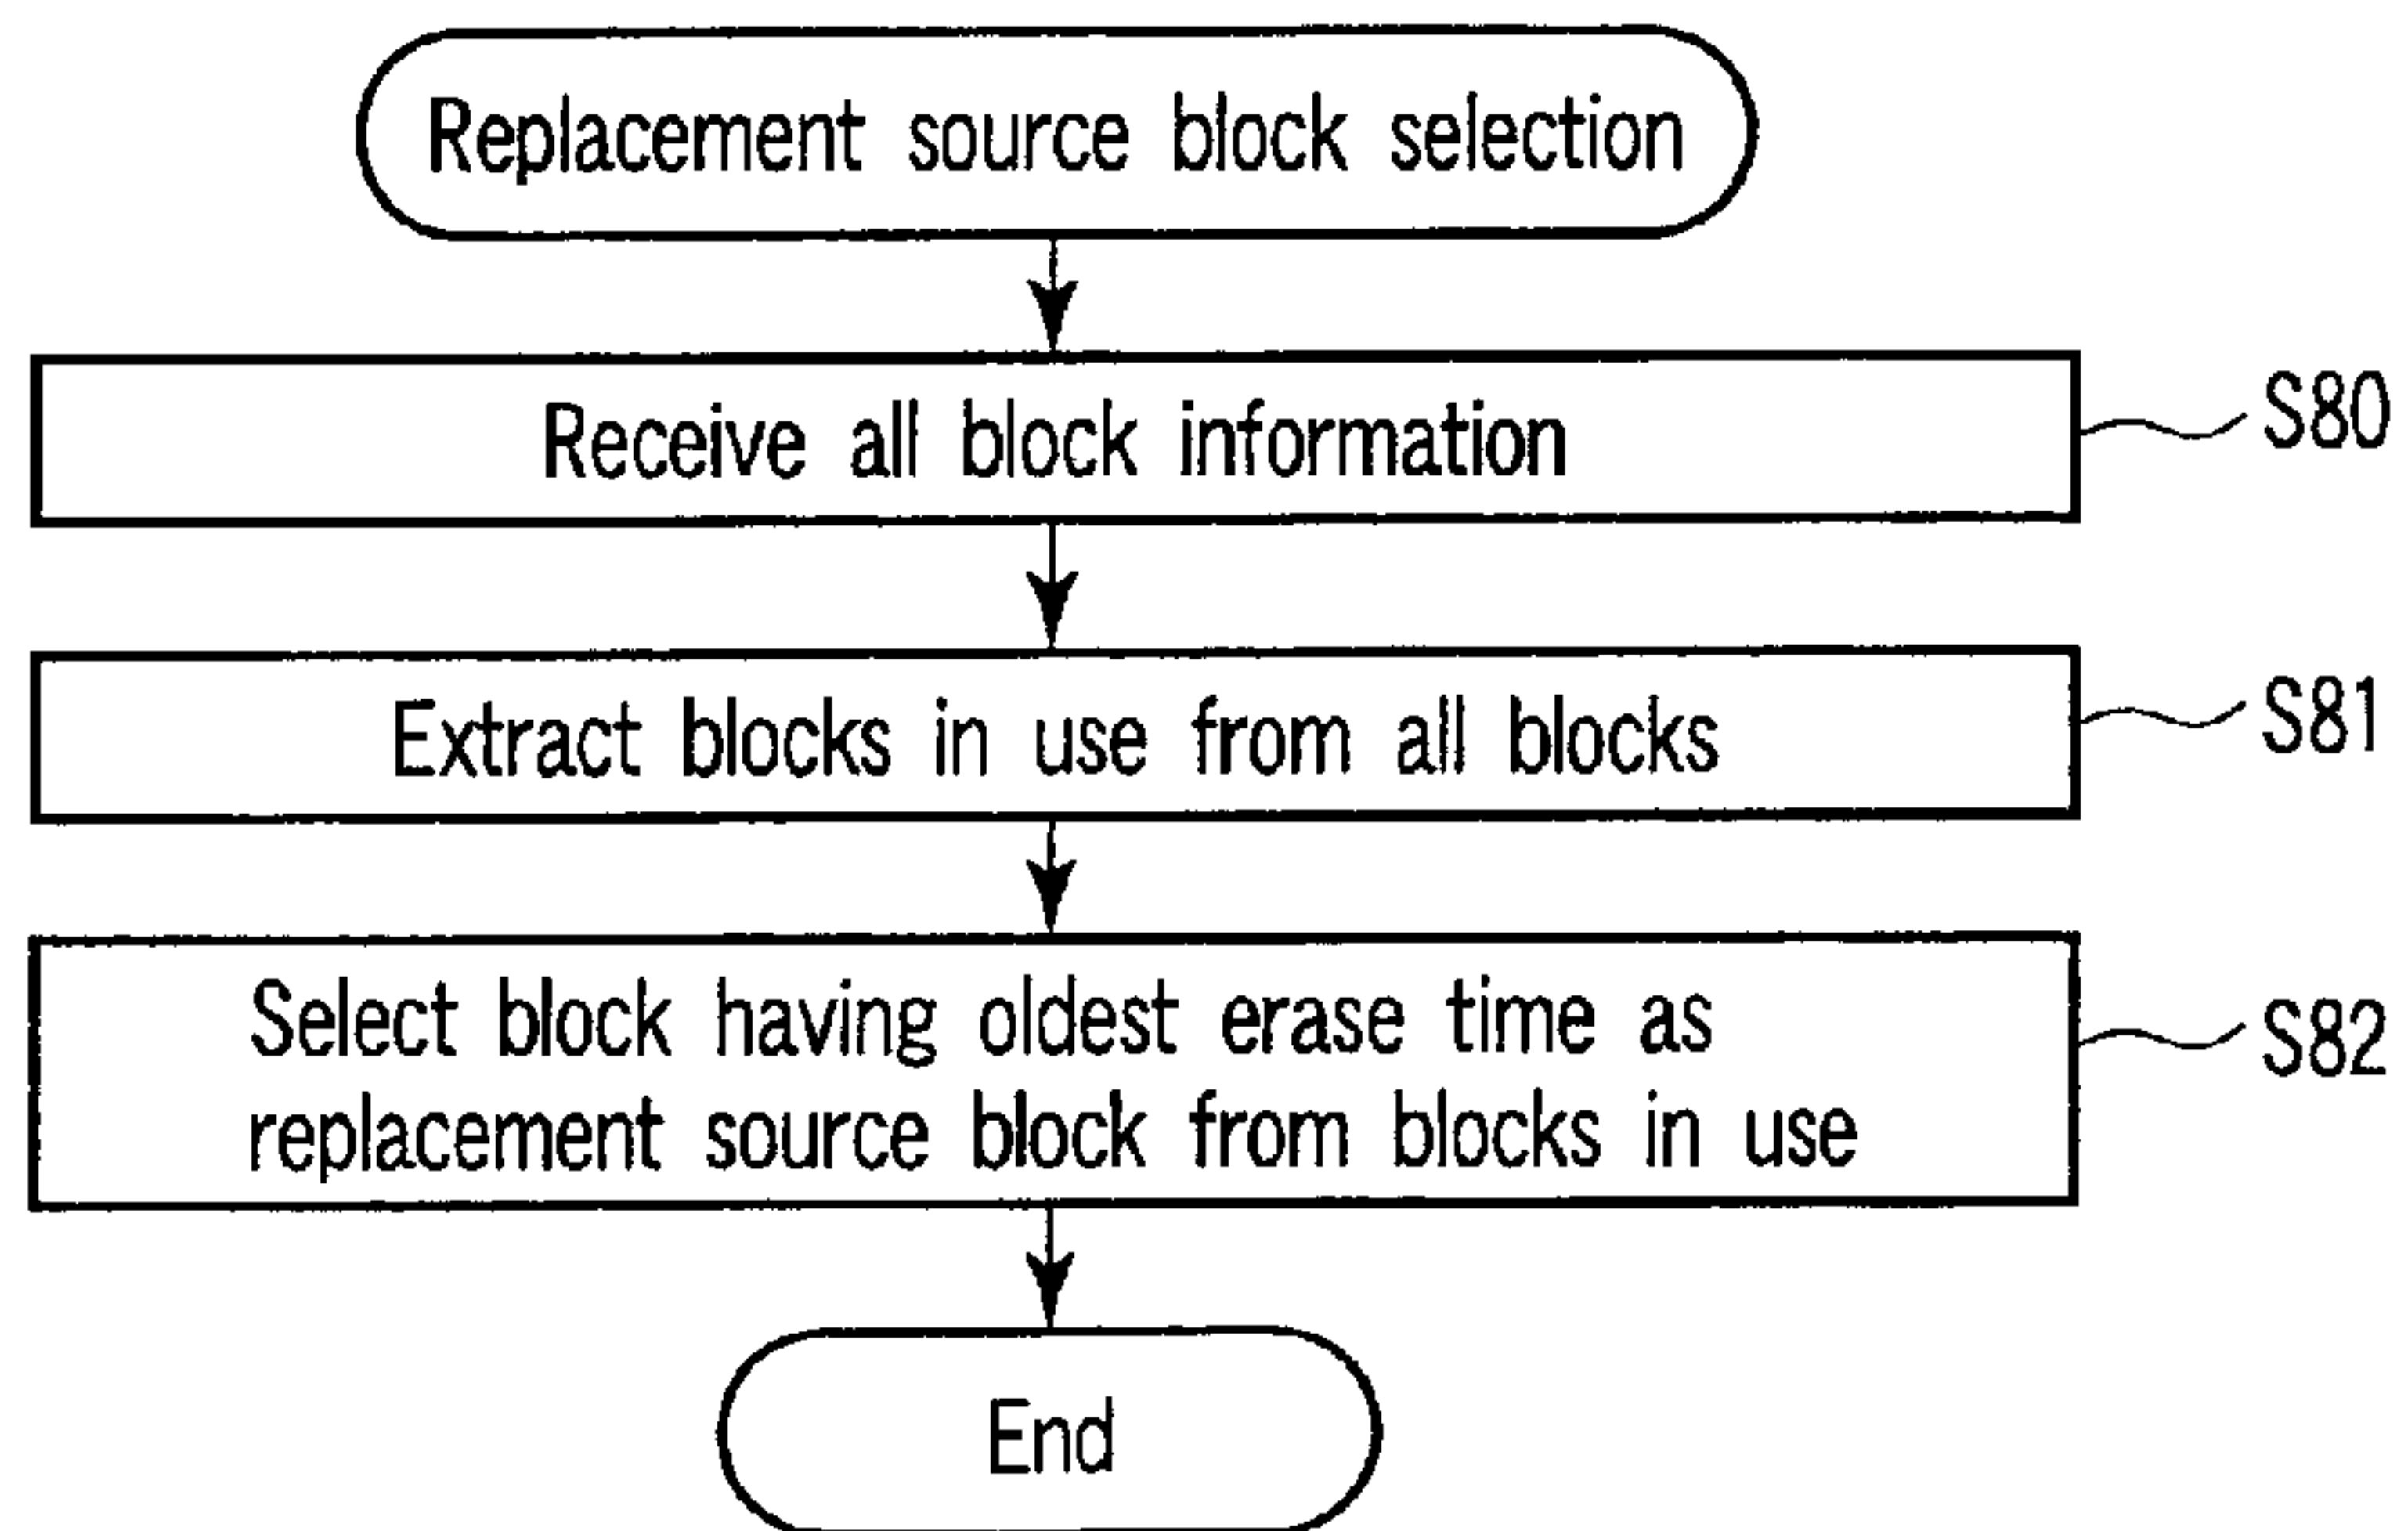 Replacement source block selection
Receive all block information
S80
Extract blocks in use from all blocks
S81
Select block having oldest erase time as
replacement source block from blocks in use
S82
End